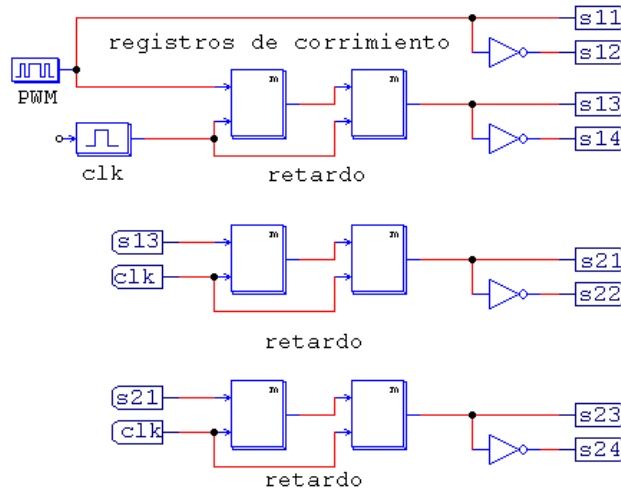 s11
registros de corrimiento
s12
PWM
m
m
s13
s14
clk
retardo
s13
m
m
s21
clk
s22
retardo
s21
m
m
s23
clk
s24
retardo